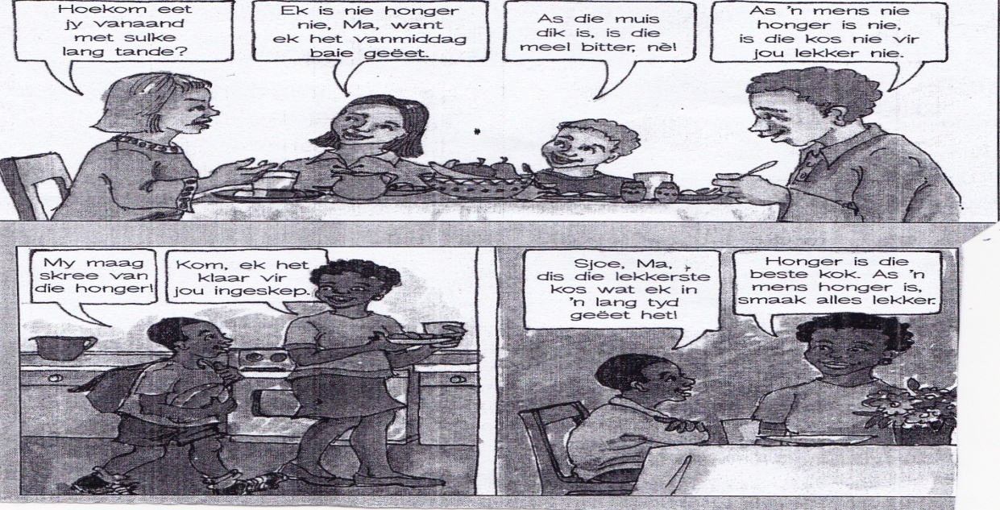 Hoekom eet
jy vanaand
met sulke
lang tande?
Ek is nie honger
nie, Ma, want
ek het vanmiddag
baie geëet.
As die muis
dik is, is die
meel bitter, nè!
As 'n mens nie
honger is nie,
is die kos nie vir
jou lekker nie.
My maag
skree van
die honger!
Kom, ek het
klaar vir
jou ingeskep.
Sjoe, Ma,
dis die lekkerste
kos wat ek in
'n lang tyd
geëet het!
Honger is die
beste kok. As 'n
mens honger is,
smaak alles lekker.